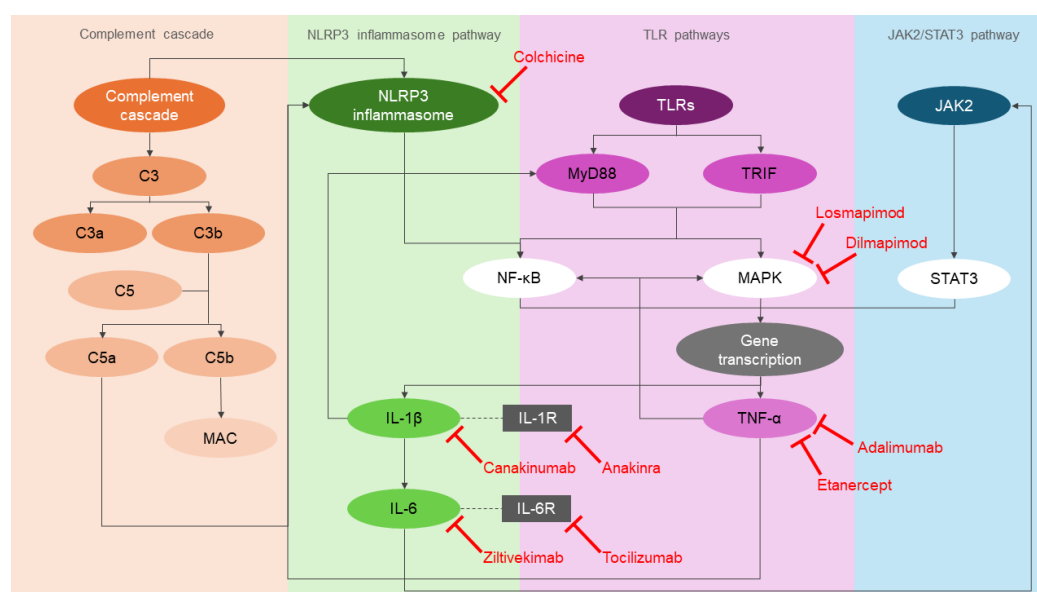 Complement cascade
NLRP3 inflammasome pathway
TLR pathways
JAK2/STAT3 pathway
Colchicine
Complement
cascade
NLRP3
inflammasome
TLRs
JAK2
C3
MyD88
TRIF
Losmapimod
C3a
C3b
Dilmapimod
C5
NF-κB
MAPK
STAT3
C5a
C5b
Gene
transcription
MAC
IL-1β
IL-1R
TNF-α
Canakinumab
Anakinra
Adalimumab
Etanercept
IL-6
IL-6R
Ziltivekimab
Tocilizumab